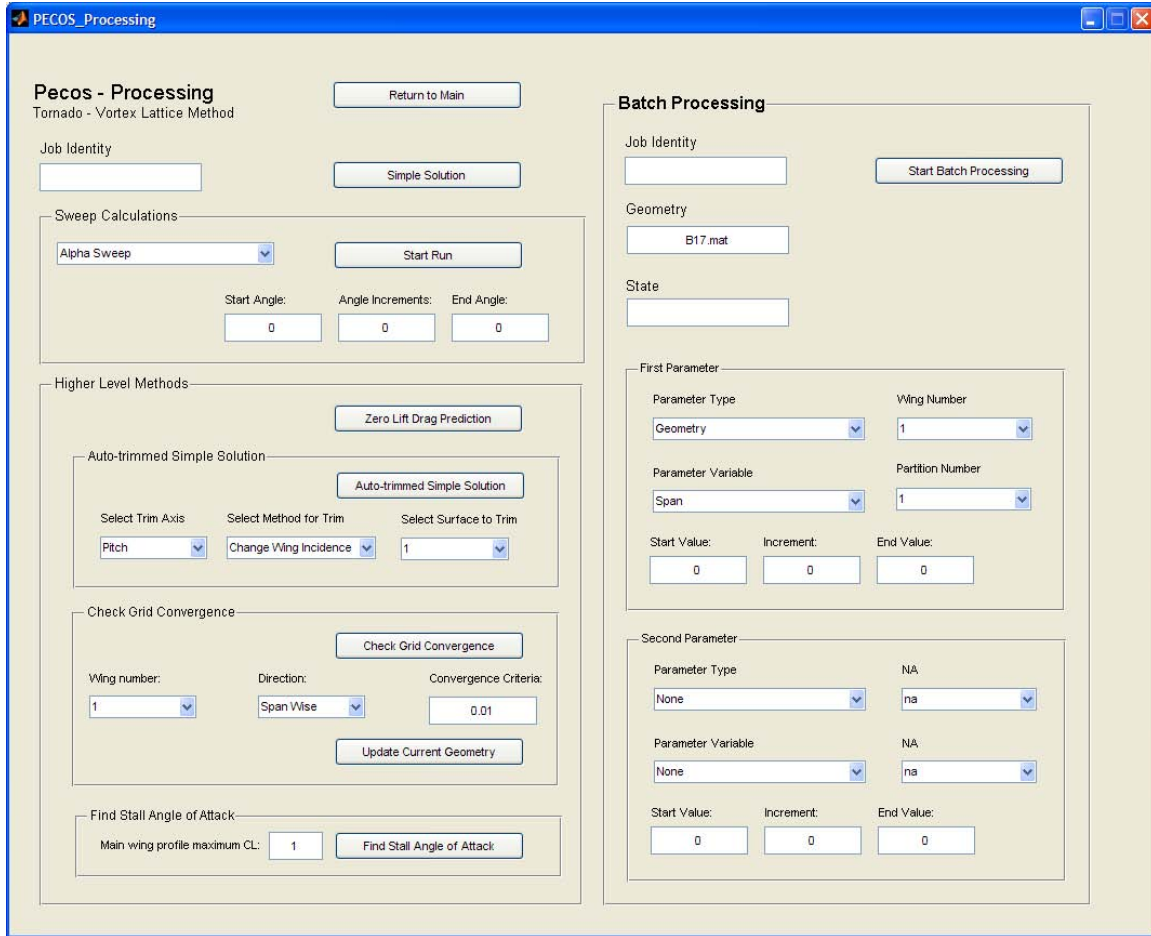 PECOS_Processing
Pecos - Processing
Tornado - Vortex Lattice Method
Return to Main
Job Identity
Simple Solution
Sweep Calculations
Alpha Sweep
Start Run
Start Angle: Angle Increments: End Angle:
0 0 0
Higher Level Methods
Zero Lift Drag Prediction
Auto-trimmed Simple Solution
Auto-trimmed Simple Solution
Select Trim Axis Select Method for Trim Select Surface to Trim
Pitch Change Wing Incidence 1
Check Grid Convergence
Check Grid Convergence
Wing number: Direction: Convergence Criteria:
1 Span Wise 0.01
Update Current Geometry
Find Stall Angle of Attack
Main wing profile maximum CL: 1 Find Stall Angle of Attack
Batch Processing
Job Identity
Start Batch Processing
Geometry
B17.mat
State
First Parameter
Parameter Type Wing Number
Geometry 1
Parameter Variable Partition Number
Span 1
Start Value: Increment: End Value:
0 0 0
Second Parameter
Parameter Type NA
None na
Parameter Variable NA
None na
Start Value: Increment: End Value:
0 0 0